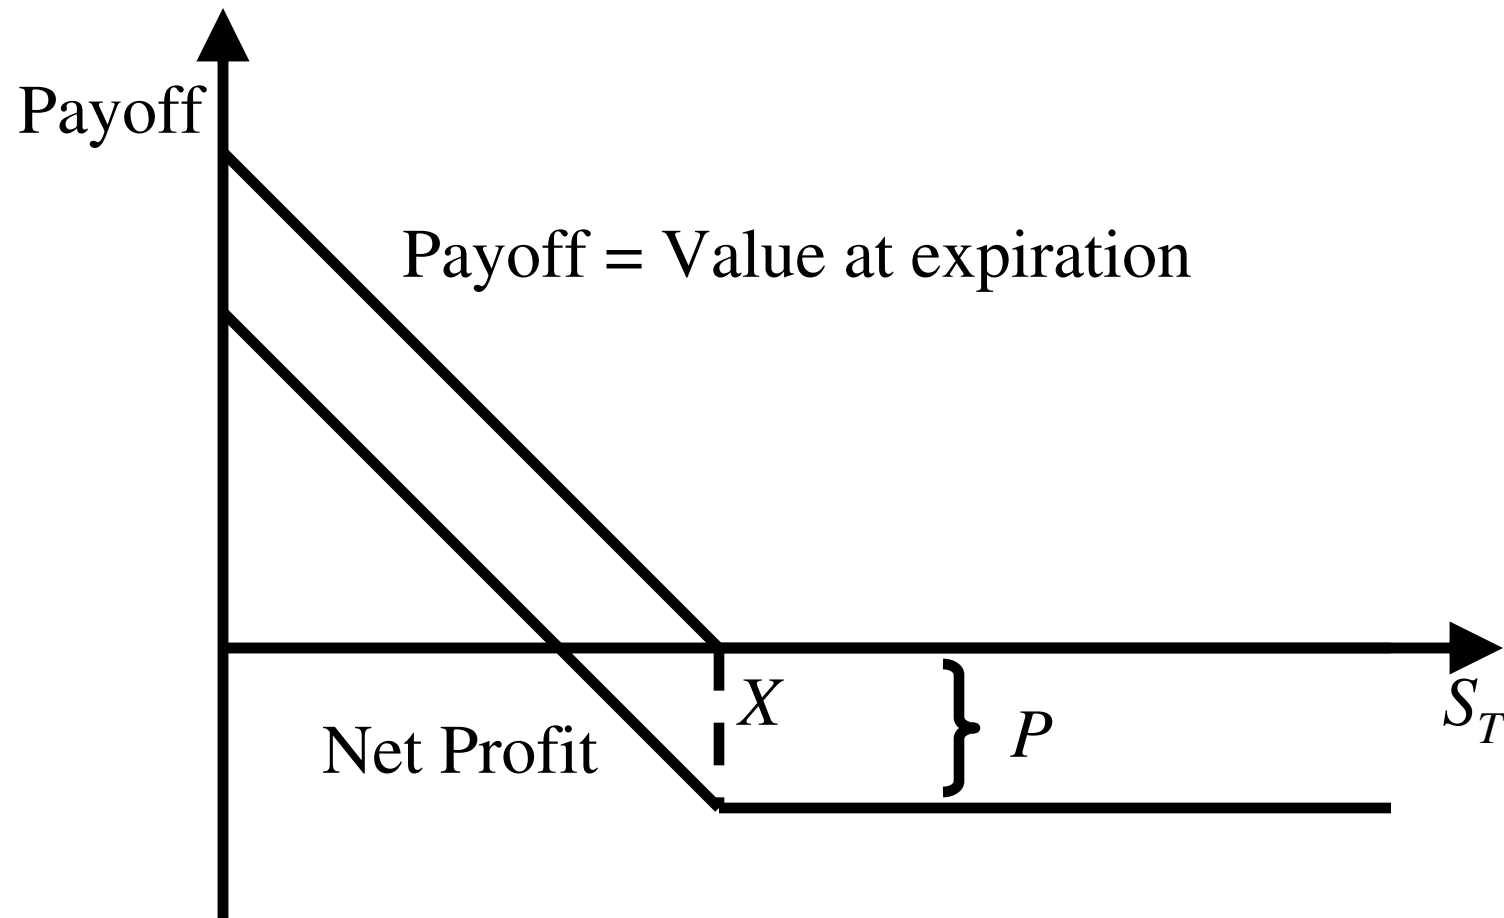 Payoff
Payoff = Value at expiration
X
S_T
P
Net Profit